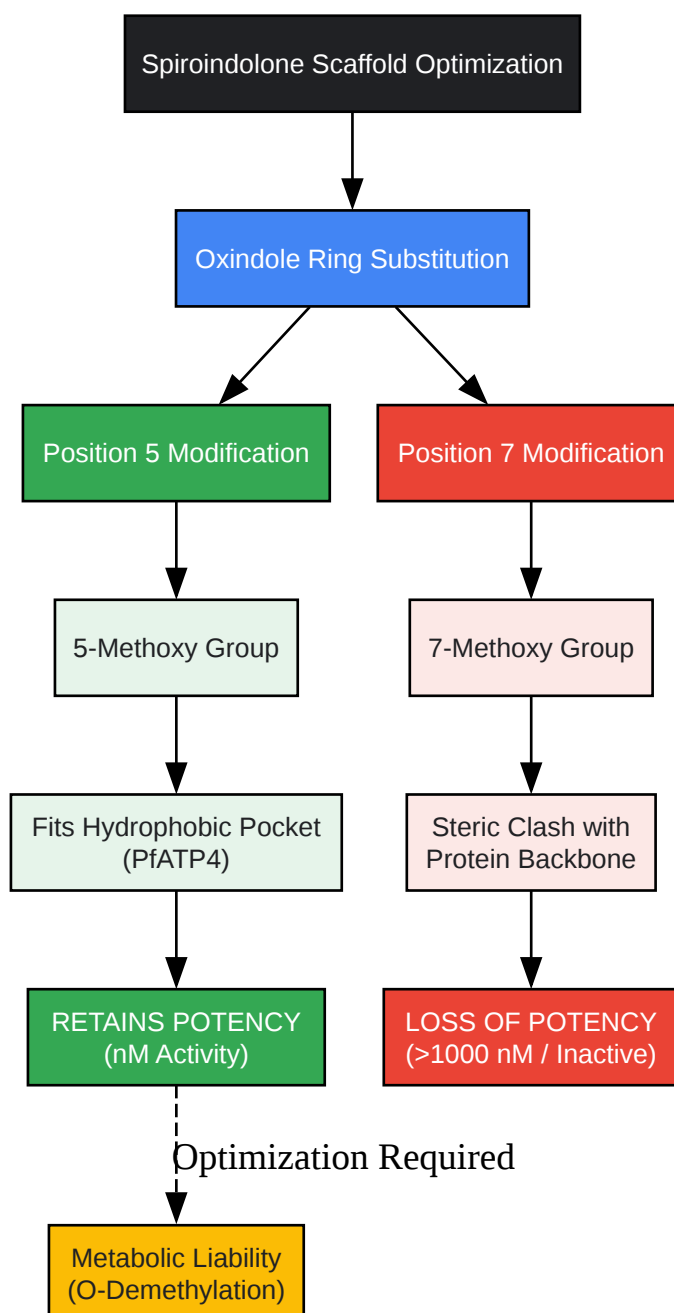 Spiroindolone Scaffold Optimization
Oxindole Ring Substitution
Position 5 Modification
Position 7 Modification
5-Methoxy Group
7-Methoxy Group
Fits Hydrophobic Pocket
(PfATP4)
Steric Clash with
Protein Backbone
RETAINS POTENCY
(nM Activity)
LOSS OF POTENCY
(>1000 nM / Inactive)
Optimization Required
Metabolic Liability
(O-Demethylation)